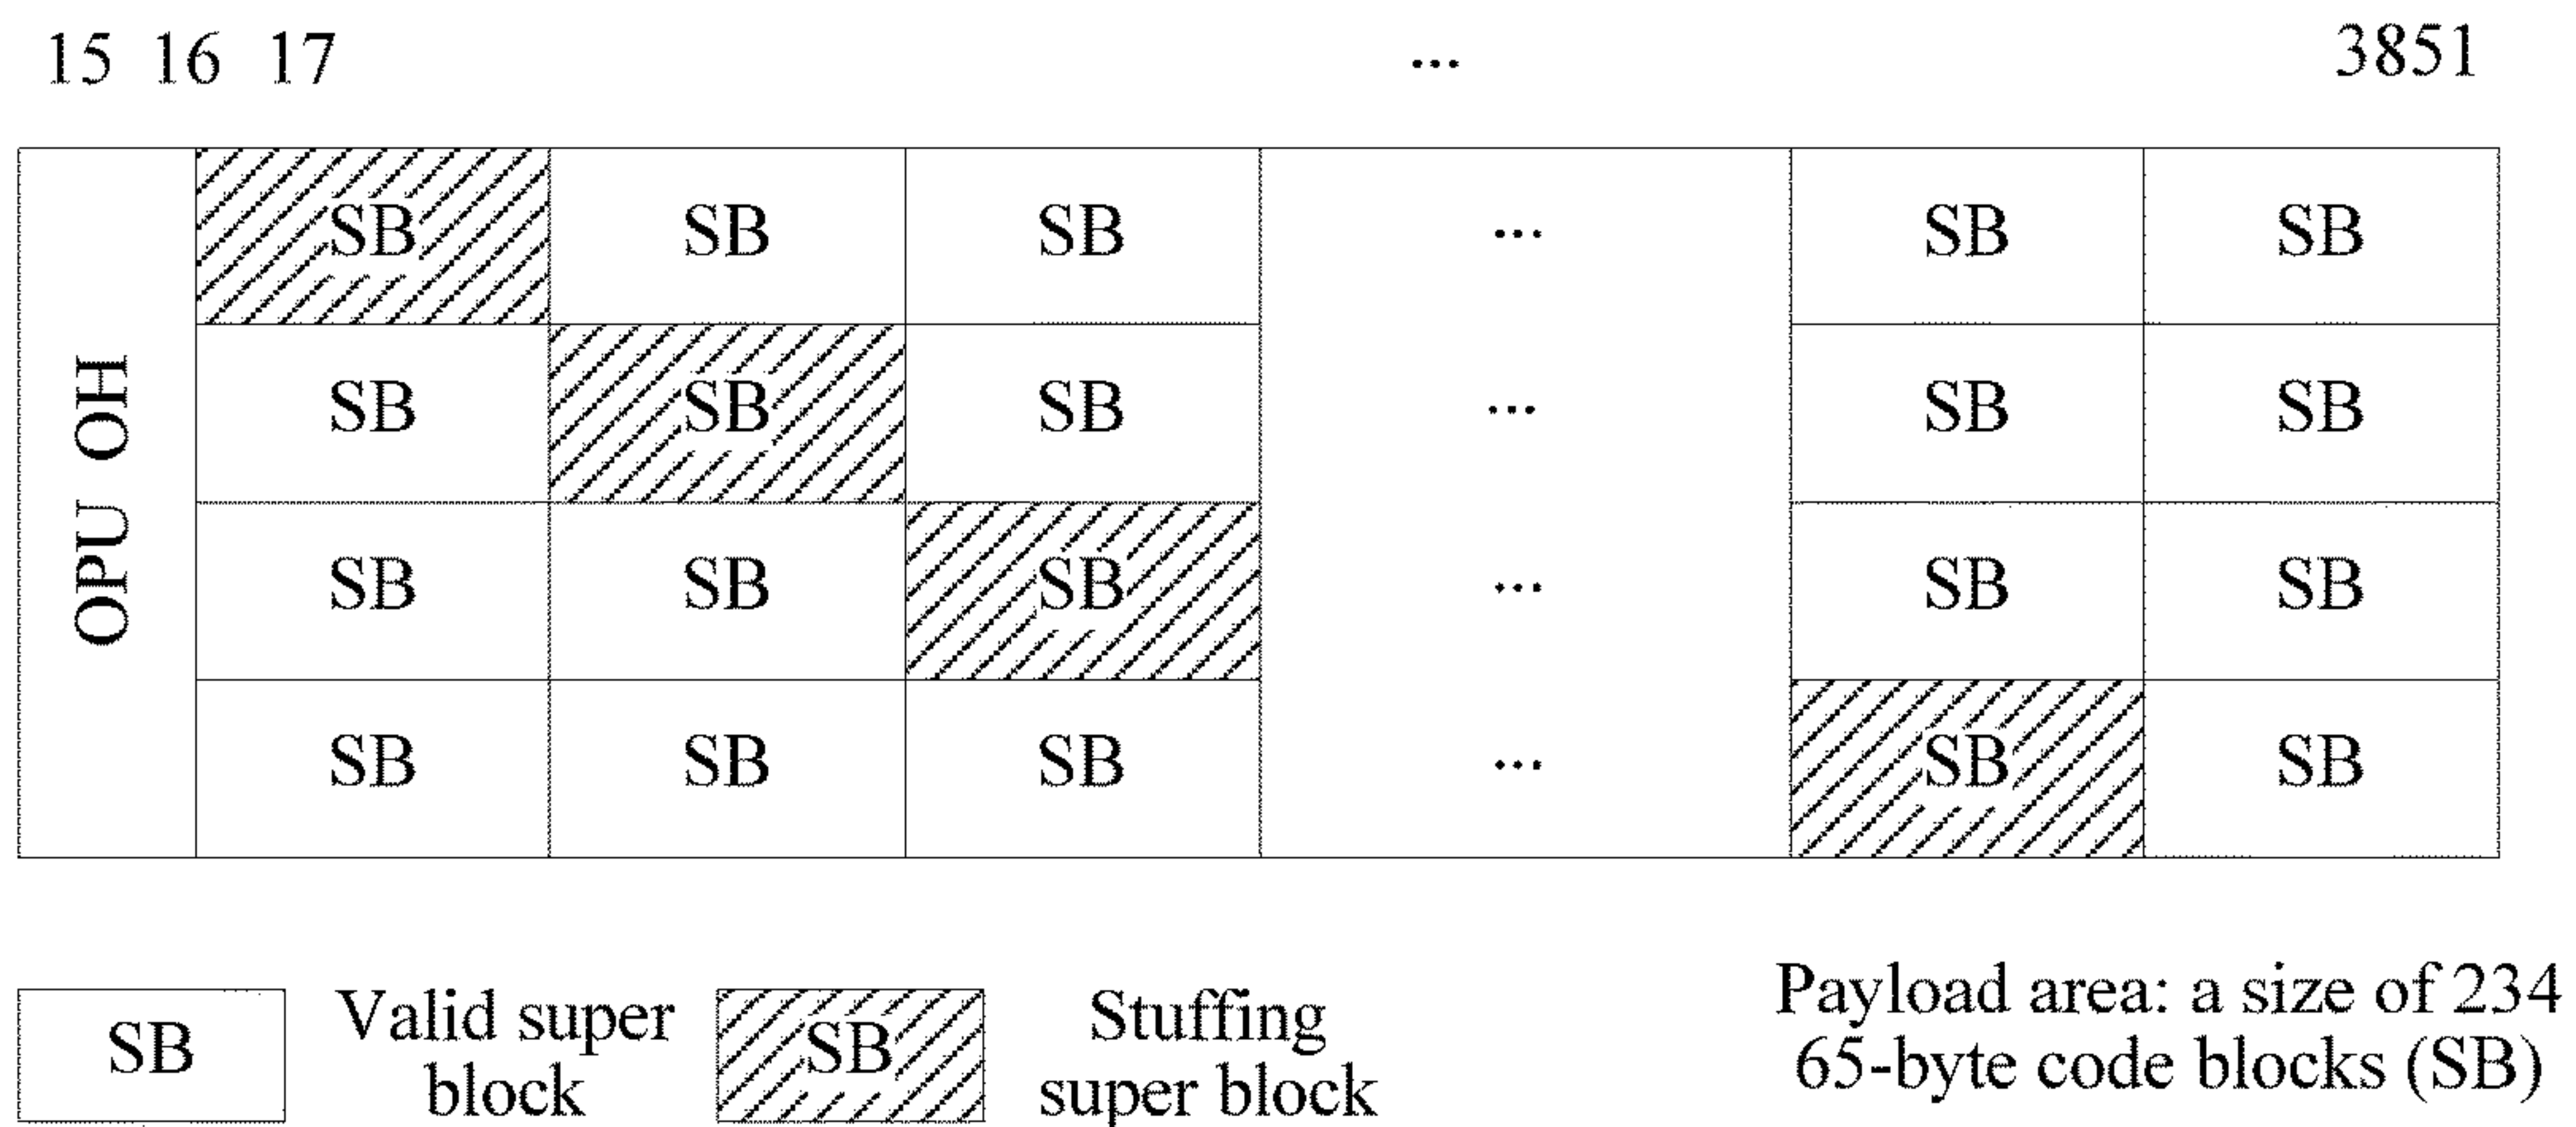 15 16 17 ... 3851
OPU OH
SB SB SB ... SB SB
SB SB SB ... SB SB
SB SB SB ... SB SB
SB SB SB ... SB SB
SB
Valid super
block
SB
Stuffing
super block
Payload area: a size of 234
65-byte code blocks (SB)